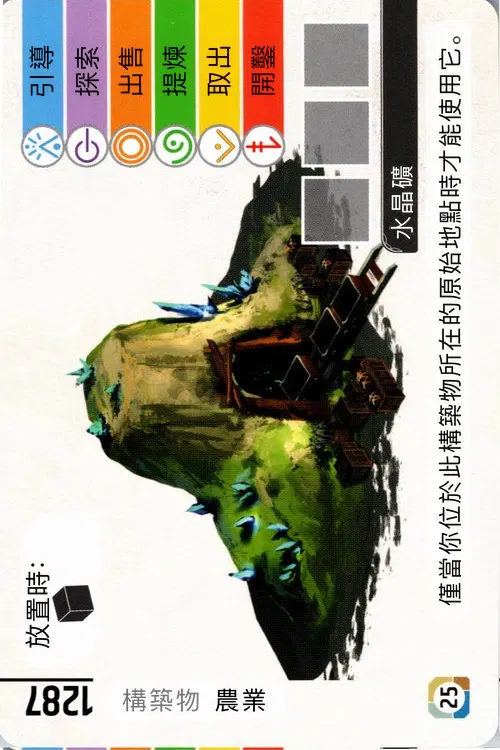 引導
探索
出售
提煉
取出
開鑿
水晶礦
放置時:
1287
構築物 農業
僅當你位於此構築物所在的原始地點時才能使用它。
25